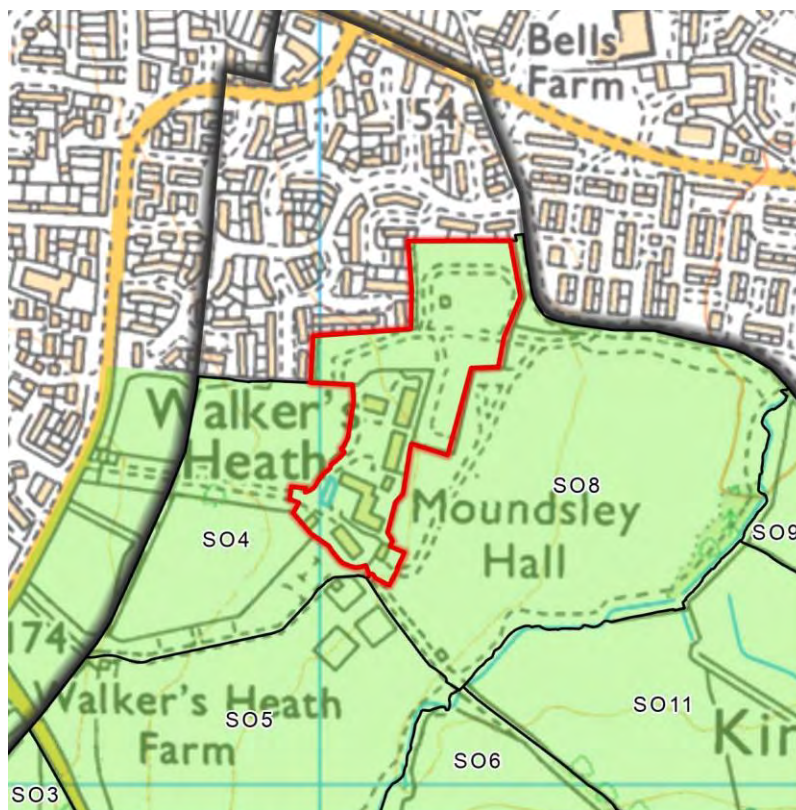 Bells
Farm
154
Walker's
Heath
SO8
Moundsley
Hall
SO9
SO4
174
Walker's Heath
Farm
SO5
SO11
Kin
SO6
SO3